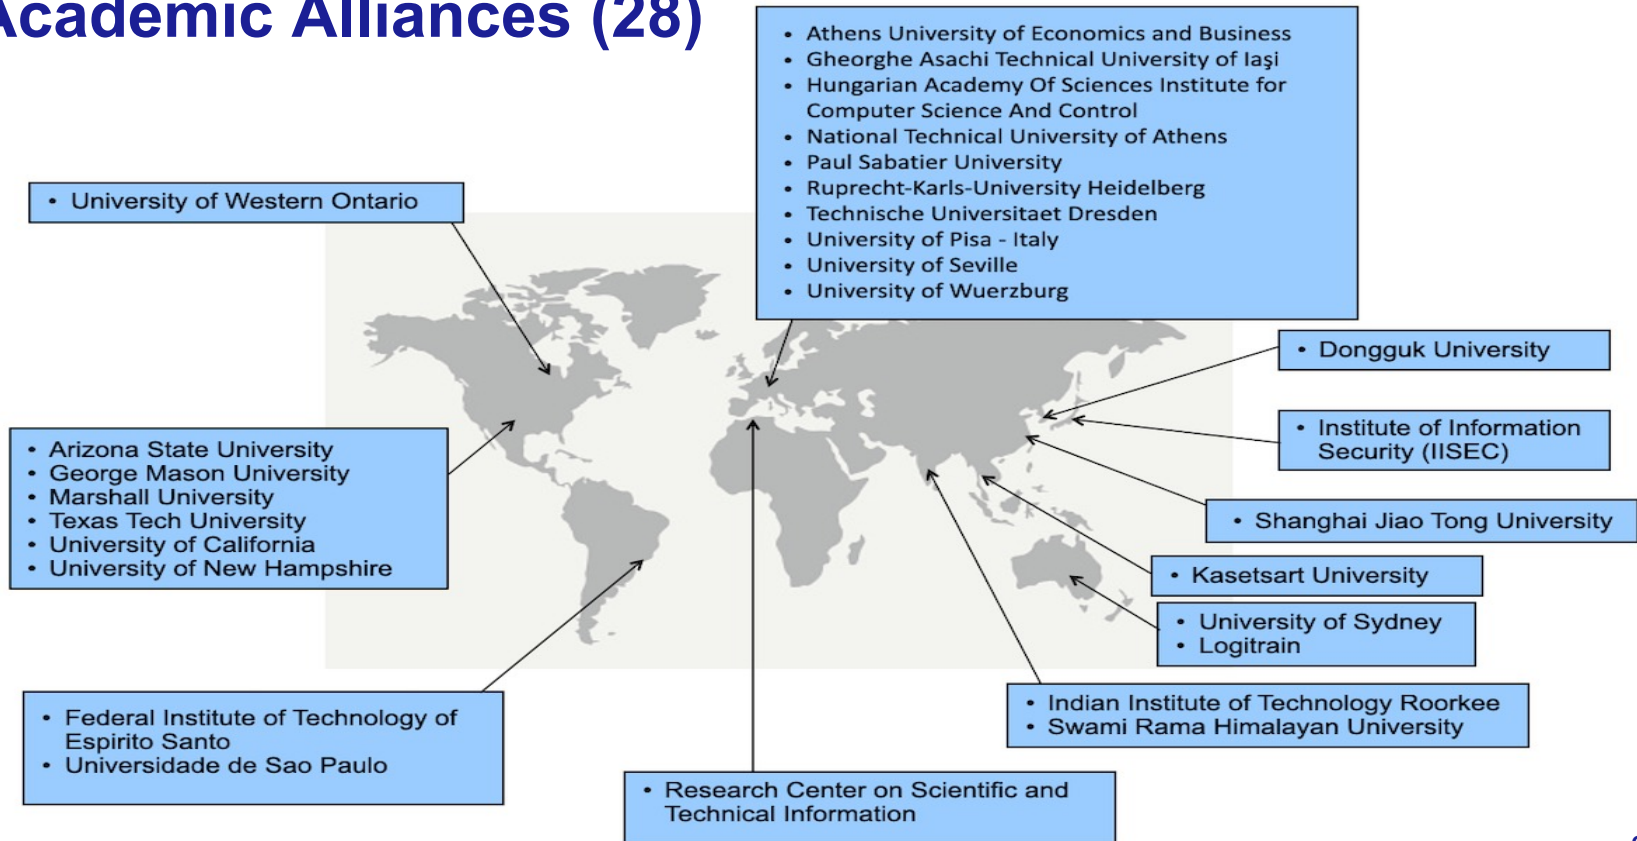 Academic Alliances (28)
• Athens University of Economics and Business
• Gheorghe Asachi Technical University of Iaşi
• Hungarian Academy Of Sciences Institute for
Computer Science And Control
• National Technical University of Athens
• Paul Sabatier University
• Ruprecht-Karls-University Heidelberg
• Technische Universitaet Dresden
• University of Pisa - Italy
• University of Seville
• University of Wuerzburg
• University of Western Ontario
• Dongguk University
• Institute of Information
Security (IISEC)
• Arizona State University
• George Mason University
• Marshall University
• Texas Tech University
• University of California
• University of New Hampshire
• Shanghai Jiao Tong University
• Kasetsart University
• University of Sydney
• Logitrain
• Indian Institute of Technology Roorkee
• Swami Rama Himalayan University
• Federal Institute of Technology of
Espirito Santo
• Universidade de Sao Paulo
• Research Center on Scientific and
Technical Information